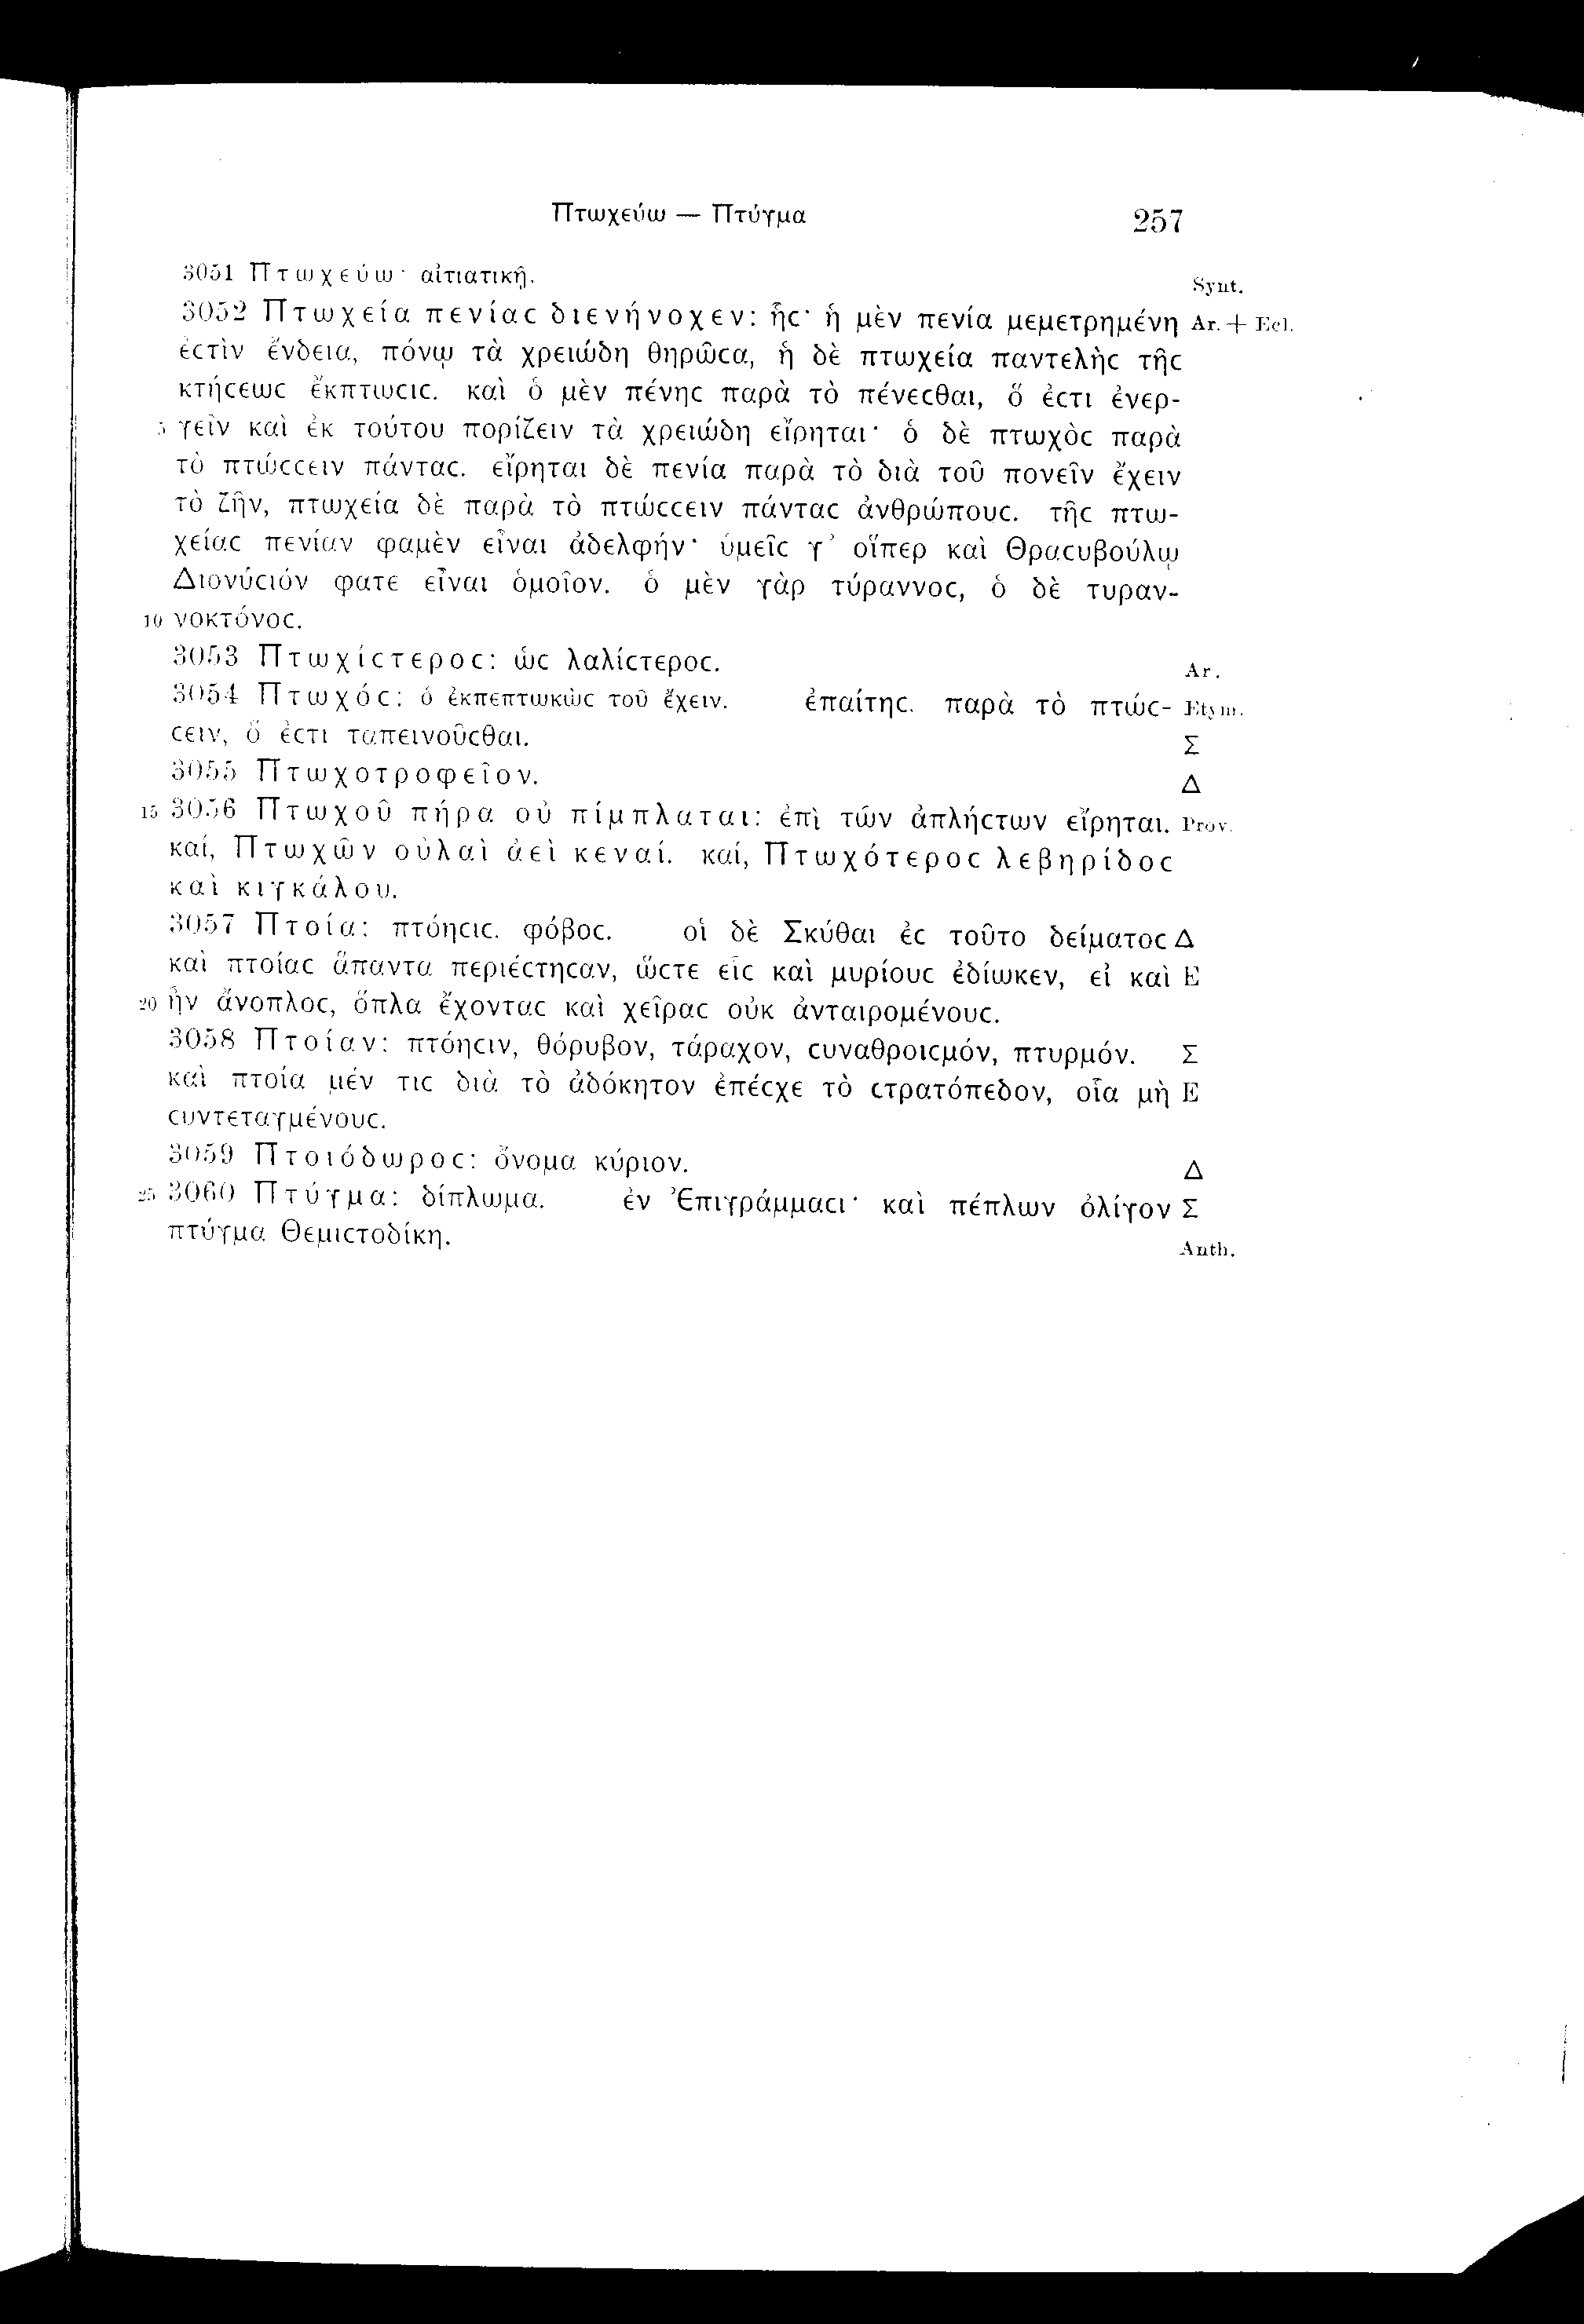 Πτωχεύω — Πτύγμα 257
3051 Πτωχεύω· αἰτιατικῇ. Synt.
3052 Πτωχεία πενίαϲ διενήνοχεν: ᾗϲ· ἡ μὲν πενία μεμετρημένη Ar. + Ecl.
ἐϲτὶν ἔνδεια, πόνῳ τὰ χρειώδη θηρῶϲα, ἡ δὲ πτωχεία παντελὴϲ τῆϲ
κτήϲεωϲ ἔκπτωϲιϲ. καὶ ὁ μὲν πένηϲ παρὰ τὸ πένεϲθαι, ὅ ἐϲτι ἐνερ-
5 γεῖν καὶ ἐκ τούτου πορίζειν τὰ χρειώδη εἴρηται· ὁ δὲ πτωχὸϲ παρὰ
τὸ πτώϲϲειν πάνταϲ. εἴρηται δὲ πενία παρὰ τὸ διὰ τοῦ πονεῖν ἔχειν
τὸ ζῆν, πτωχεία δὲ παρὰ τὸ πτώϲϲειν πάνταϲ ἀνθρώπουϲ. τῆϲ πτω-
χείαϲ πενίαν φαμὲν εἶναι ἀδελφήν· ὑμεῖϲ γ’ οἵπερ καὶ Θραϲυβούλῳ
Διονύϲιόν φατε εἶναι ὁμοῖον. ὁ μὲν γὰρ τύραννοϲ, ὁ δὲ τυραν-
10 νοκτόνοϲ.
3053 Πτωχίϲτεροϲ: ὡϲ λαλίϲτεροϲ. Ar.
3054 Πτωχόϲ: ὁ ἐκπεπτωκὼϲ τοῦ ἔχειν. ἐπαίτηϲ. παρὰ τὸ πτώϲ- Etym.
ϲειν, ὅ ἐϲτι ταπεινοῦϲθαι. Σ
3055 Πτωχοτροφεῖον. Δ
15 3056 Πτωχοῦ πήρα οὐ πίμπλαται: ἐπὶ τῶν ἀπλήϲτων εἴρηται. Prov.
καί, Πτωχῶν οὐλαὶ ἀεὶ κεναί. καί, Πτωχότεροϲ λεβηρίδοϲ
καὶ κιγκάλου.
3057 Πτοία: πτόηϲιϲ. φόβοϲ. οἱ δὲ Σκύθαι ἐϲ τοῦτο δείματοϲ Δ
καὶ πτοίαϲ ἅπαντα περιέϲτηϲαν, ὥϲτε εἷϲ καὶ μυρίουϲ ἐδίωκεν, εἰ καὶ E
20 ἦν ἄνοπλοϲ, ὅπλα ἔχονταϲ καὶ χεῖραϲ οὐκ ἀνταιρομένουϲ.
3058 Πτοίαν: πτόηϲιν, θόρυβον, τάραχον, ϲυναθροιϲμόν, πτυρμόν. Σ
καὶ πτοία μέν τιϲ διὰ τὸ ἀδόκητον ἐπέϲχε τὸ ϲτρατόπεδον, οἷα μὴ E
ϲυντεταγμένουϲ.
3059 Πτοιόδωροϲ: ὄνομα κύριον. Δ
25 3060 Πτύγμα: δίπλωμα. ἐν Ἐπιγράμμαϲι· καὶ πέπλων ὀλίγον Σ
πτύγμα Θεμιϲτοδίκη. Anth.